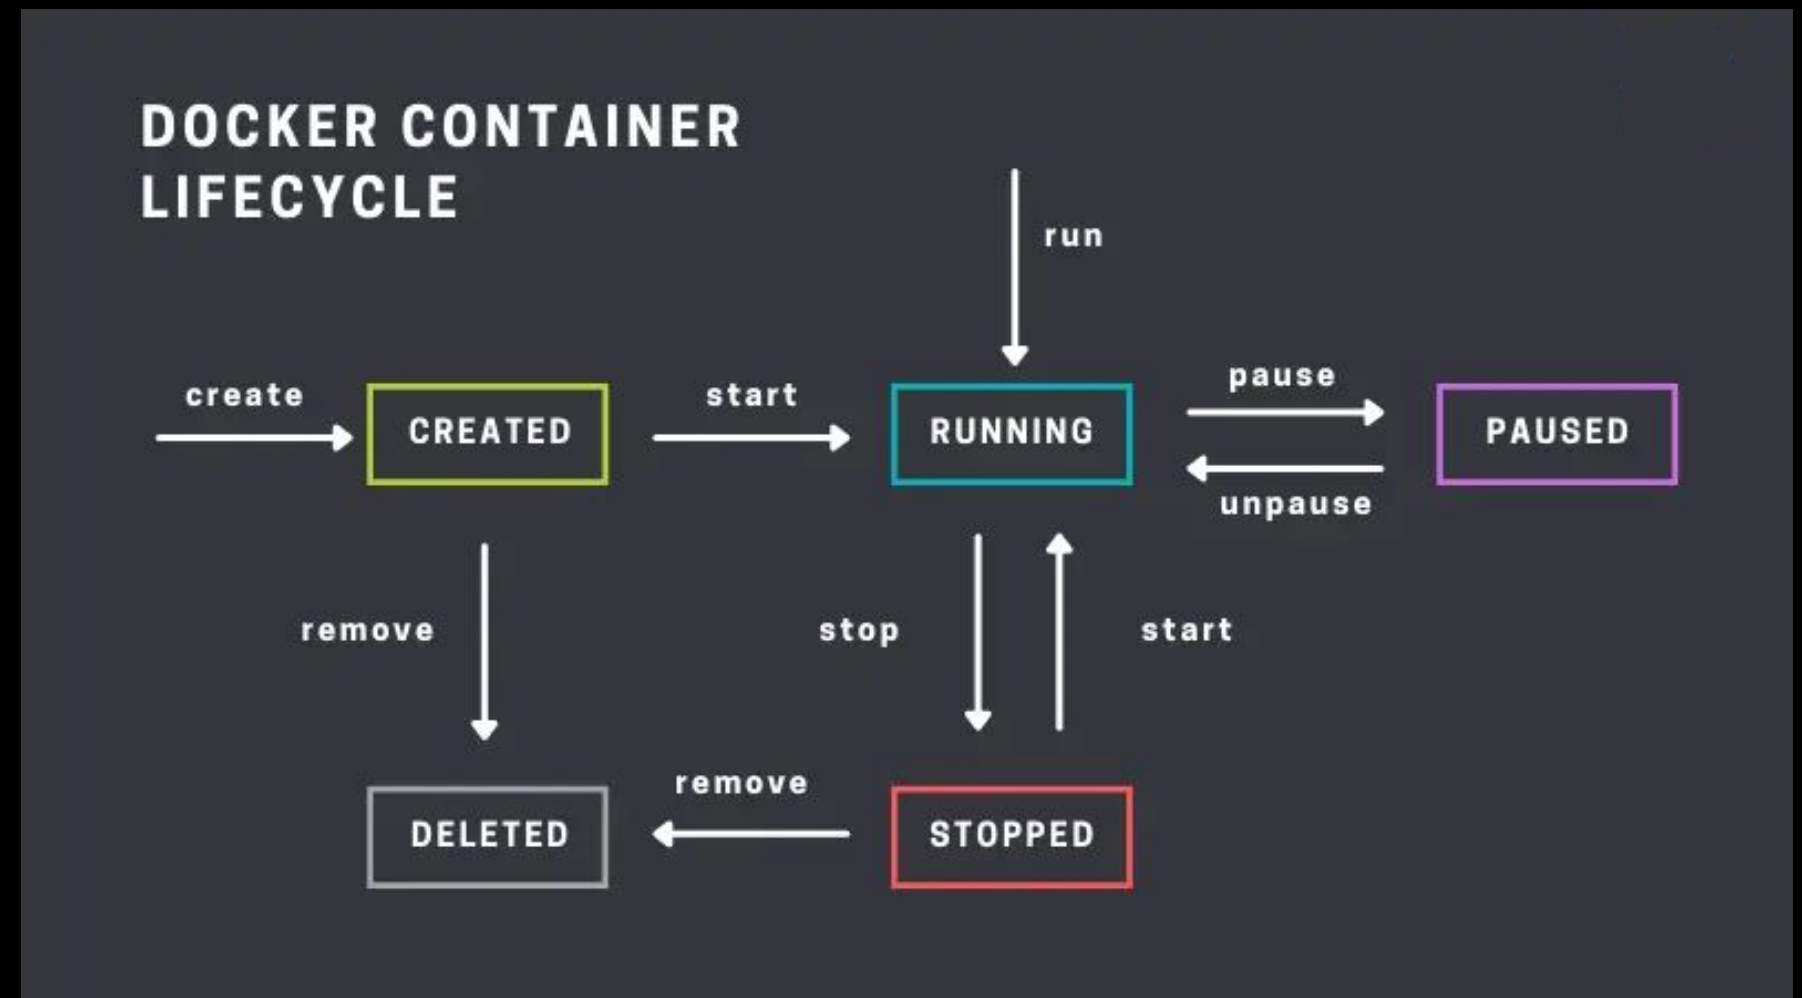 DOCKER CONTAINER
LIFECYCLE
run
create
CREATED
start
RUNNING
pause
unpause
PAUSED
remove
stop
start
DELETED
remove
STOPPED